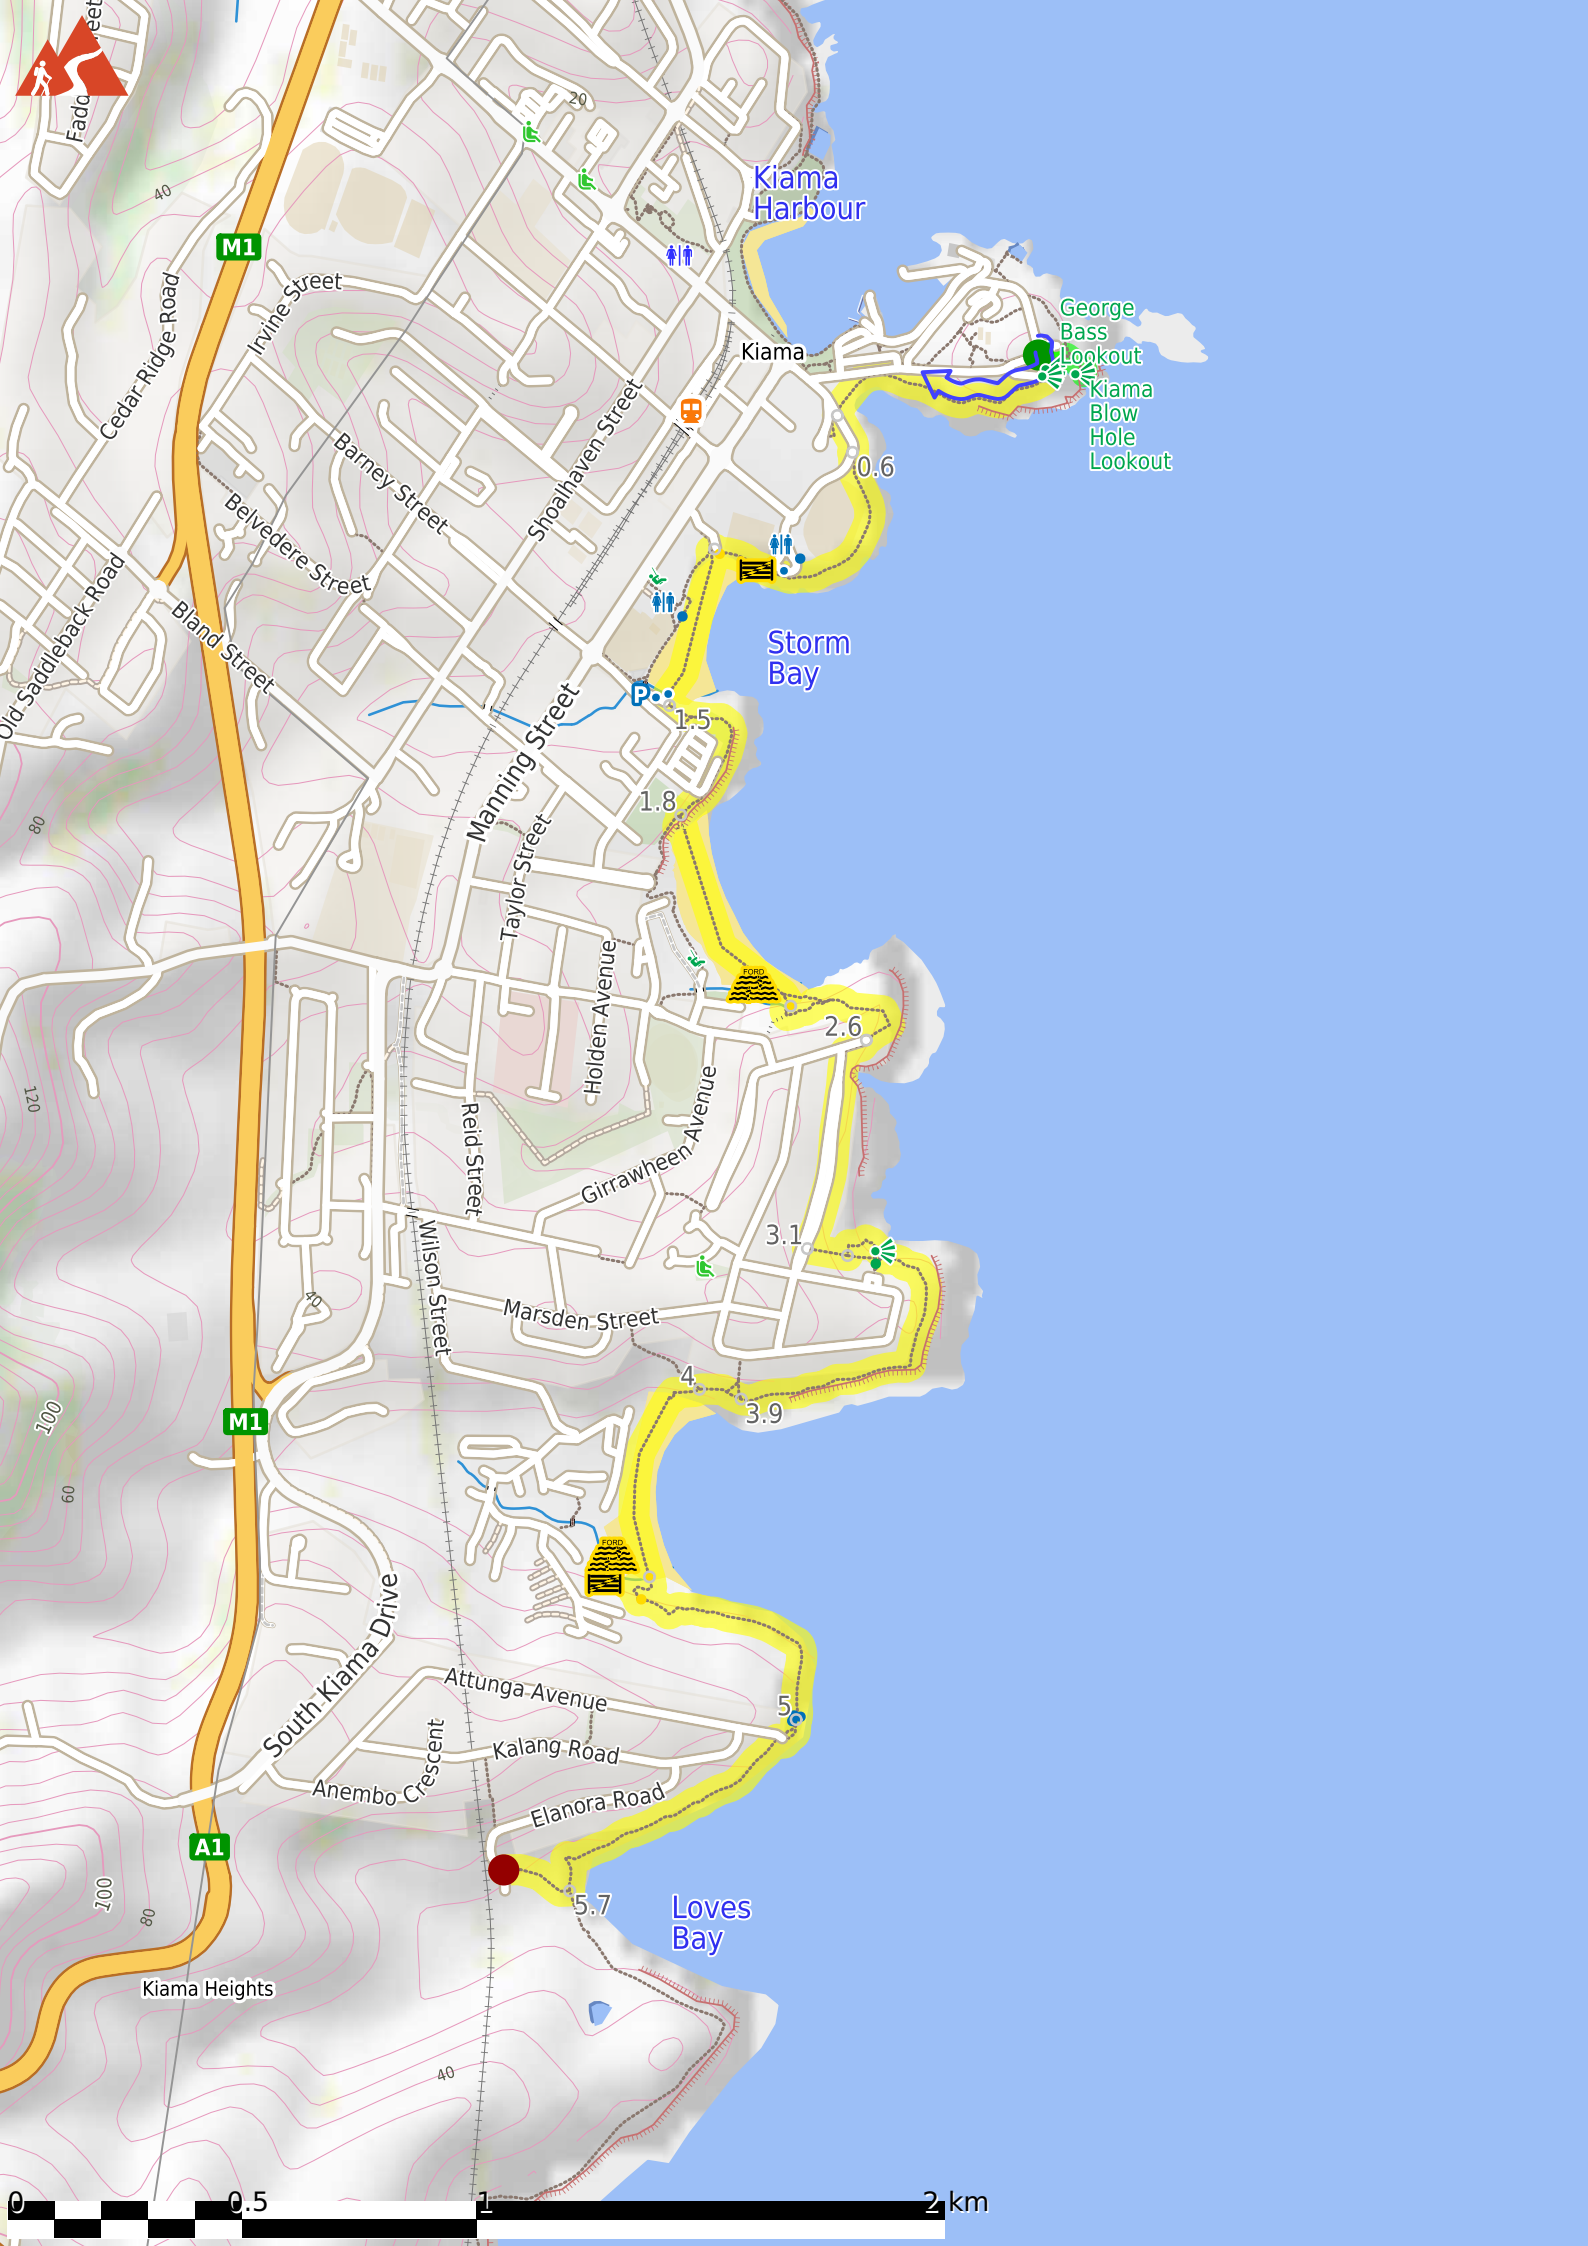 Fadd
eet
20
40
M1
Kiama
Harbour
Irvine Street
Cedar Ridge Road
Kiama
George
Bass
Lookout
Kiama
Blow
Hole
Lookout
Barney Street
Shoalhaven Street
0.6
Belvedere Street
Old Saddleback Road
Bland Street
Storm
Bay
P
1.5
Manning Street
1.8
80
Taylor Street
Holden Avenue
FORD
2.6
120
Reid Street
Girrawheen Avenue
3.1
Wilson Street
40
Marsden Street
4
3.9
100
M1
60
FORD
South Kiama Drive
Attunga Avenue
5
Kalang Road
Anembo Crescent
Elanora Road
A1
100
80
5.7
Loves
Bay
Kiama Heights
40
0 0.5 1 2 km